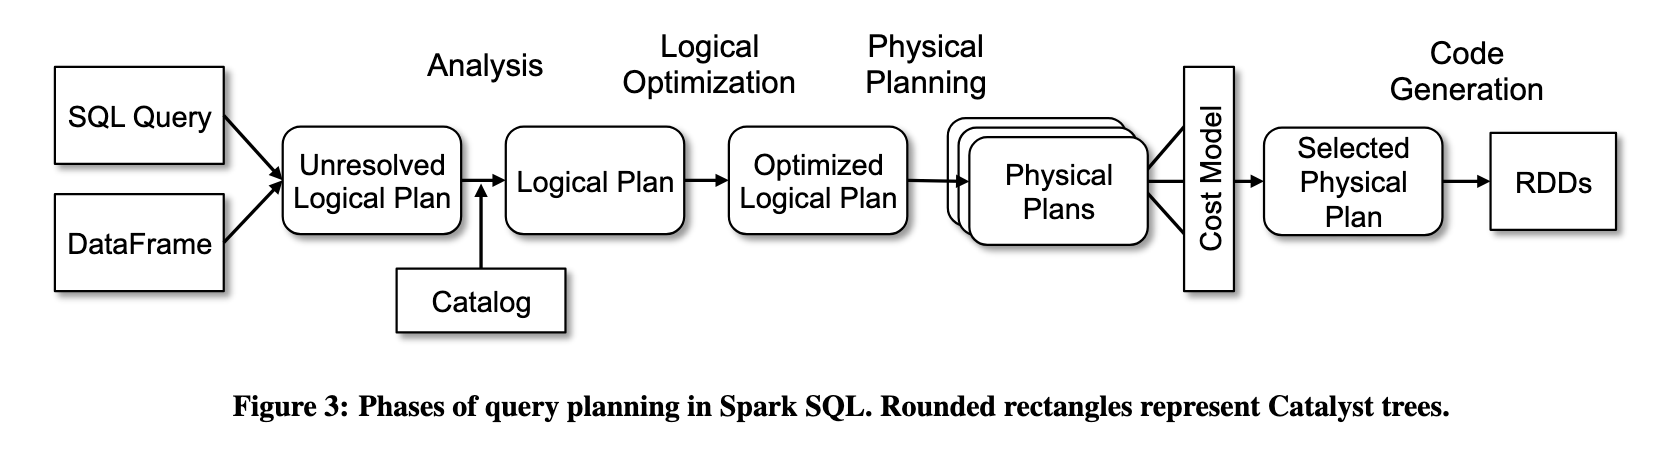 SQL Query
DataFrame
Analysis
Unresolved
Logical Plan
Catalog
Logical Plan
Logical
Optimization
Optimized
Logical Plan
Physical
Planning
Physical
Plans
Cost Model
Code
Generation
Selected
Physical
Plan
RDDs
Figure 3: Phases of query planning in Spark SQL. Rounded rectangles represent Catalyst trees.